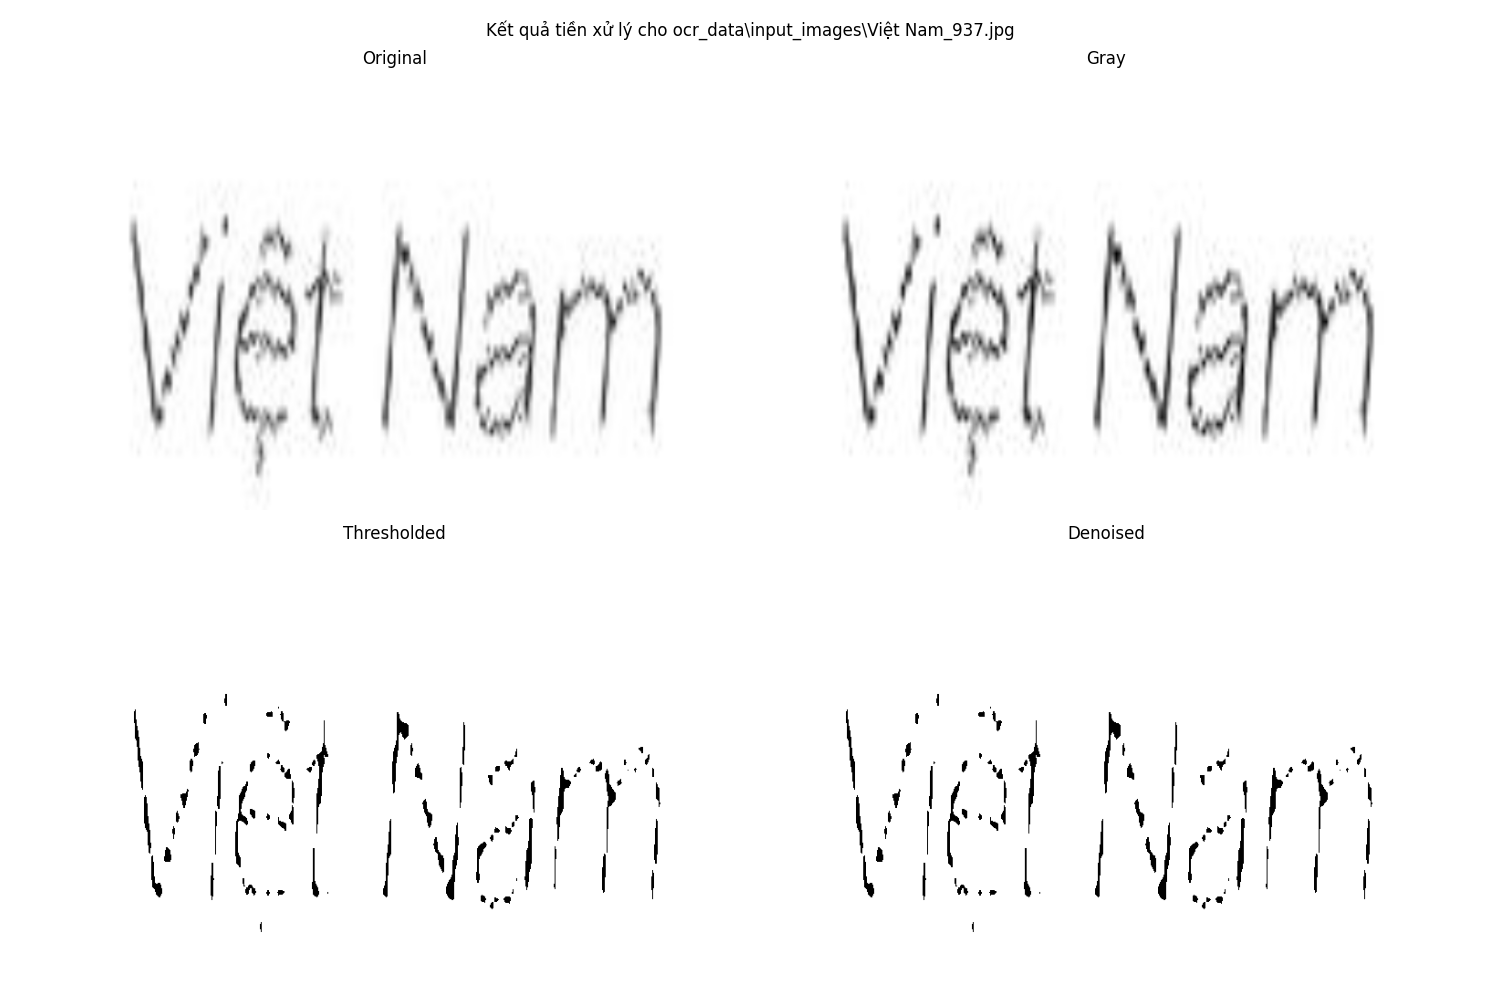 Kết quả tiền xử lý cho ocr_data\input_images\Việt Nam_937.jpg
Original
Gray
Việt Nam
Việt Nam
Thresholded
Denoised
Việt Nam
Việt Nam